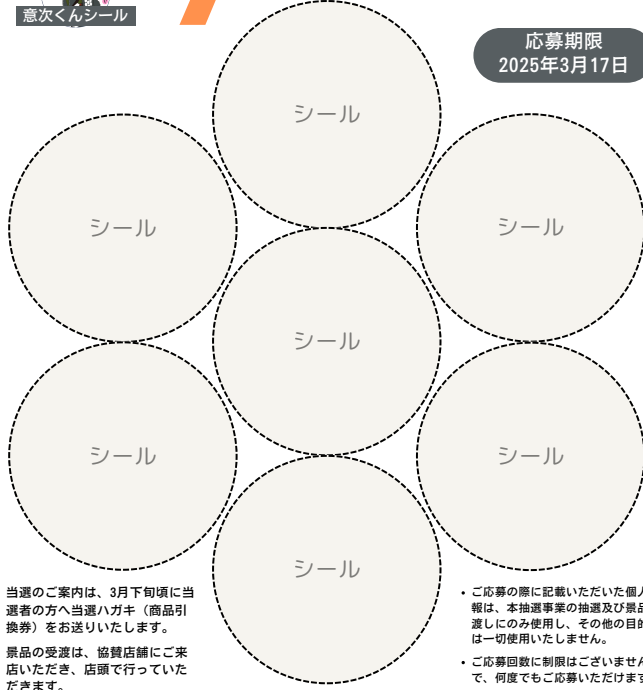 意次くんシール
応募期限
2025年3月17日
シール
シール
シール
シール
シール
シール
シール
当選のご案内は、3月下旬頃に当
選者の方へ当選ハガキ（商品引
換券）をお送りいたします。
景品の受渡は、協賛店舗にご来
店いただき、店頭で行っていた
だきます。
・ご応募の際に記載いただいた個人
報は、本抽選事業の抽選及び景品
渡しにのみ使用し、その他の目的
は一切使用いたしません。
・ご応募回数に制限はございません
で、何度でもご応募いただけます